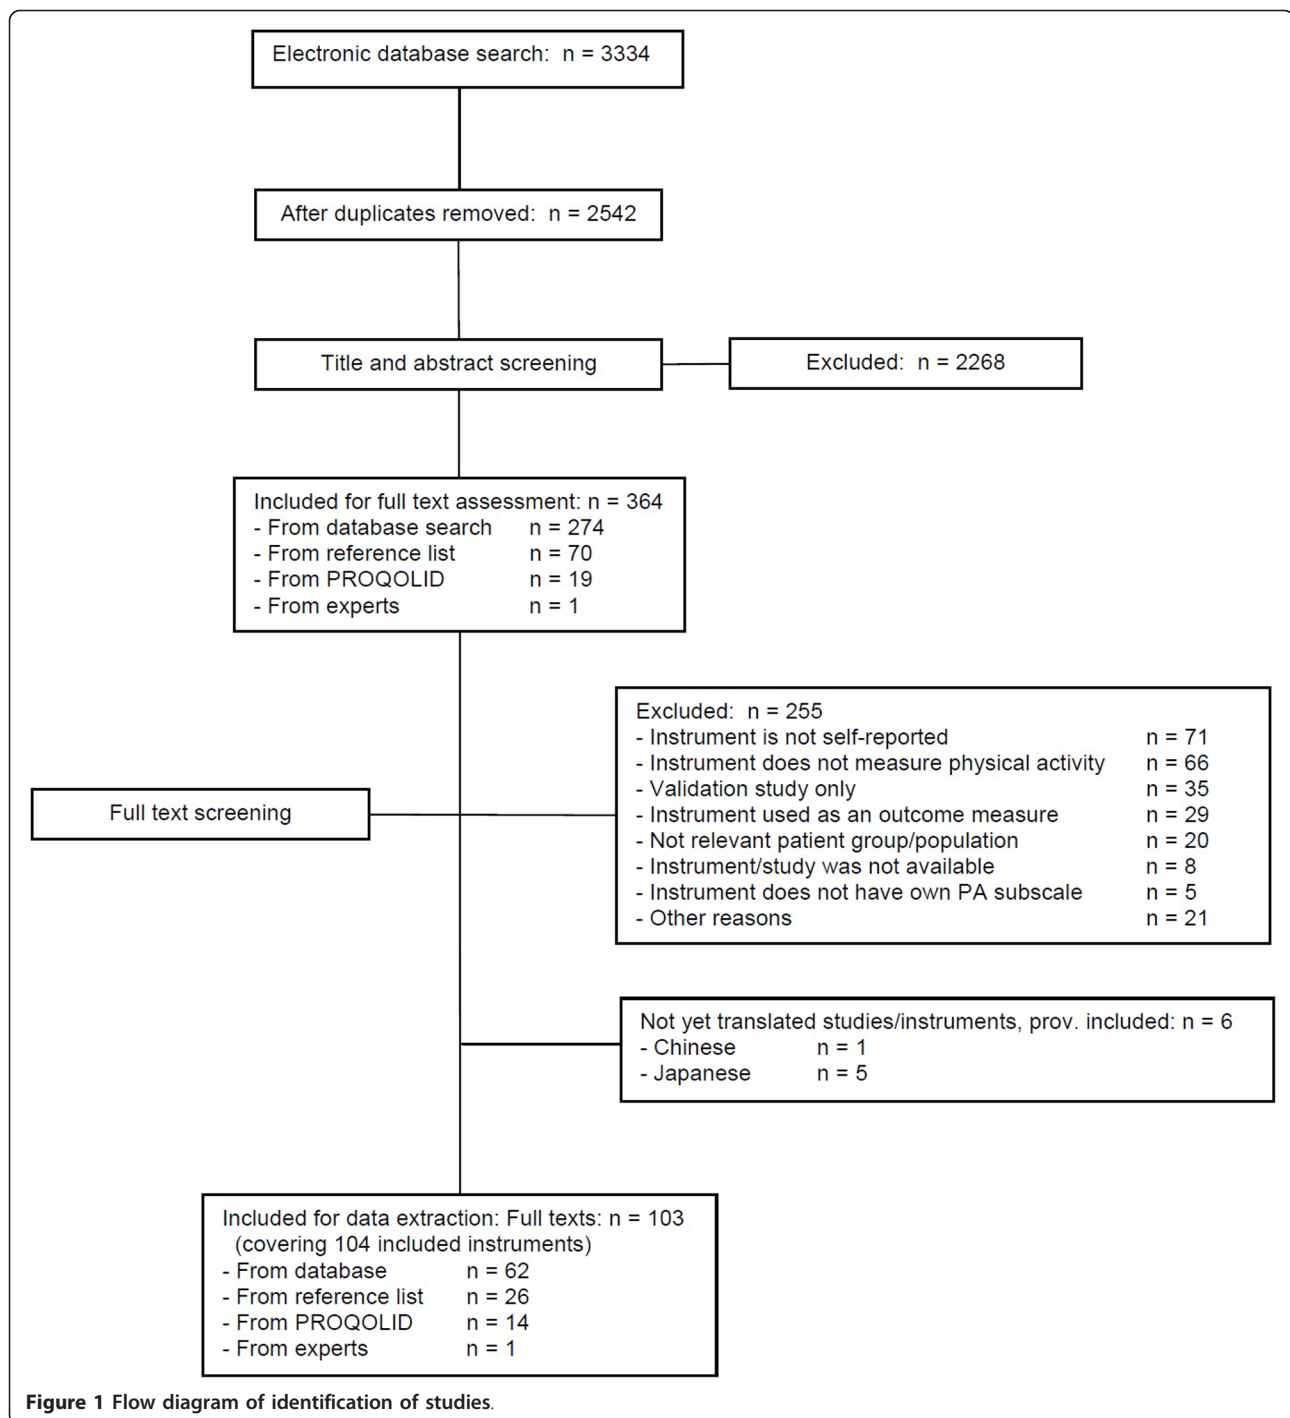 Electronic database search: n = 3334
After duplicates removed: n = 2542
Title and abstract screening
Excluded: n = 2268
Included for full text assessment: n = 364
- From database search n = 274
- From reference list n = 70
- From PROQOLID n = 19
- From experts n = 1
Excluded: n = 255
- Instrument is not self-reported n = 71
- Instrument does not measure physical activity n = 66
- Validation study only n = 35
- Instrument used as an outcome measure n = 29
- Not relevant patient group/population n = 20
- Instrument/study was not available n = 8
- Instrument does not have own PA subscale n = 5
- Other reasons n = 21
Full text screening
Not yet translated studies/instruments, prov. included: n = 6
- Chinese n = 1
- Japanese n = 5
Included for data extraction: Full texts: n = 103
(covering 104 included instruments)
- From database n = 62
- From reference list n = 26
- From PROQOLID n = 14
- From experts n = 1
Figure 1 Flow diagram of identification of studies.